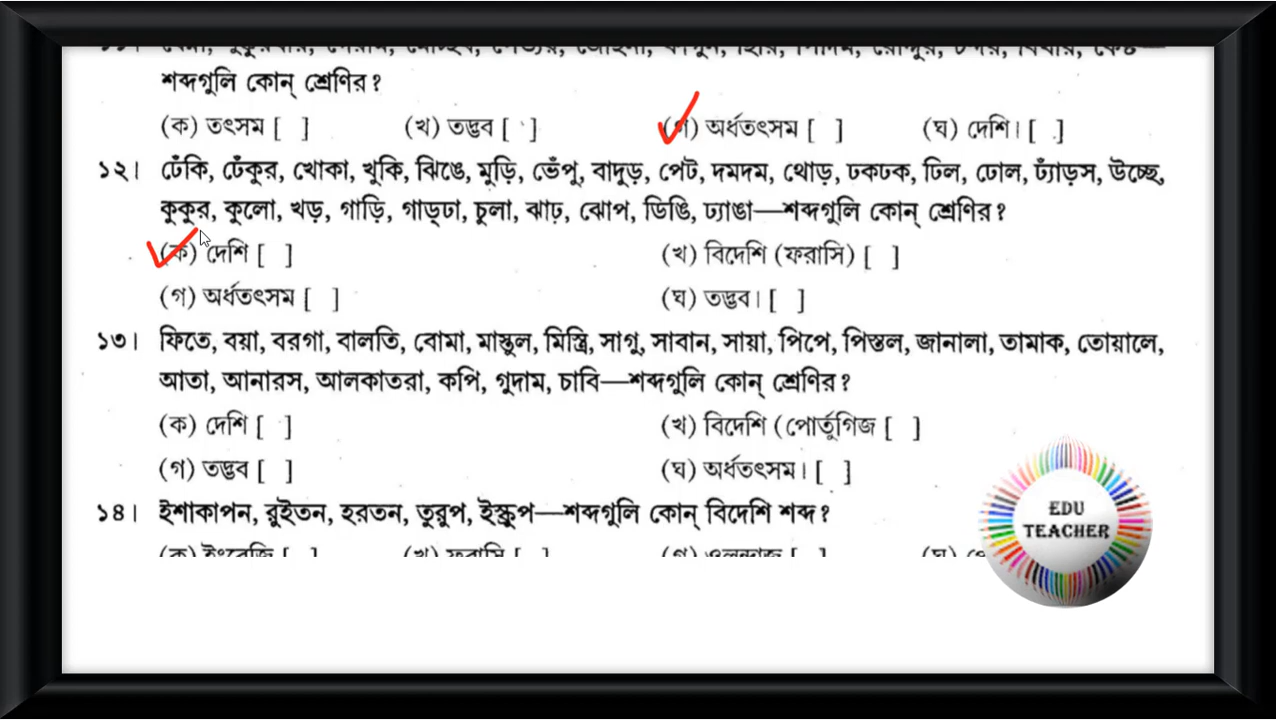 শব্দগুলি কোন্ শ্রেণির?
(ক) তৎসম [ ] (খ) তদ্ভব [ ] (গ) অর্ধতৎসম [ ] (ঘ) দেশি। [ ]
১২। ঢেঁকি, ঢেঁকুর, খোকা, খুকি, ঝিঙে, মুড়ি, ভেঁপু, বাদুড়, পেট, দমদম, থোড়, ঢকঢক, ঢিল, ঢোল, ঢ্যাঁড়স, উচ্ছে,
কুকুর, কুলো, খড়, গাড়ি, গাড্ঢা, চুলা, ঝাঢ়, ঝোপ, ডিঙি, ঢ্যাঙা—শব্দগুলি কোন্ শ্রেণির?
(ক) দেশি [ ] (খ) বিদেশি (ফরাসি) [ ]
(গ) অর্ধতৎসম [ ] (ঘ) তদ্ভব। [ ]
১৩। ফিতে, বয়া, বরগা, বালতি, বোমা, মাস্তুল, মিস্ত্রি, সাগু, সাবান, সায়া, পিপে, পিস্তল, জানালা, তামাক, তোয়ালে,
আতা, আনারস, আলকাতরা, কপি, গুদাম, চাবি—শব্দগুলি কোন্ শ্রেণির?
(ক) দেশি [ ] (খ) বিদেশি (পোর্তুগিজ [ ]
(গ) তদ্ভব [ ] (ঘ) অর্ধতৎসম। [ ]
১৪। ইশাকাপন, রুইতন, হরতন, তুরুপ, ইস্ক্রুপ—শব্দগুলি কোন্ বিদেশি শব্দ?
(ক) ইংরেজি [ ] (খ) ফরাসি [ ] (গ) ওলন্দাজ [ ] (ঘ)
EDU
TEACHER